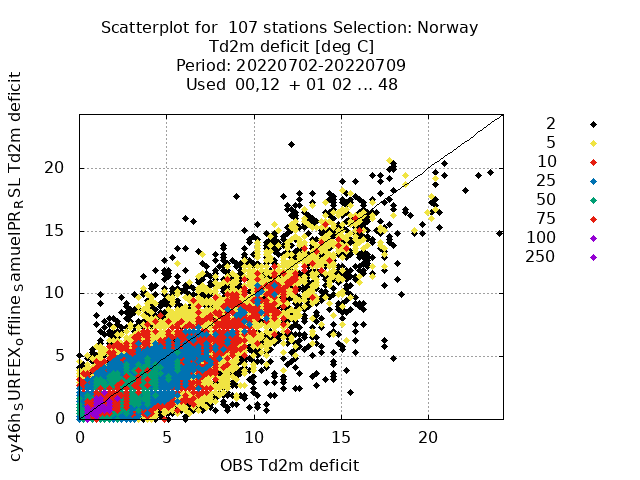 Scatterplot for 107 stations Selection: Norway
Td2m deficit [deg C]
Period: 20220702-20220709
Used 00,12 + 01 02 ... 48
cy46h_SURFEX_offline_samuelPR_RSL Td2m deficit
20
15
10
5
0
0 5 10 15 20
OBS Td2m deficit
2
5
10
25
50
75
100
250